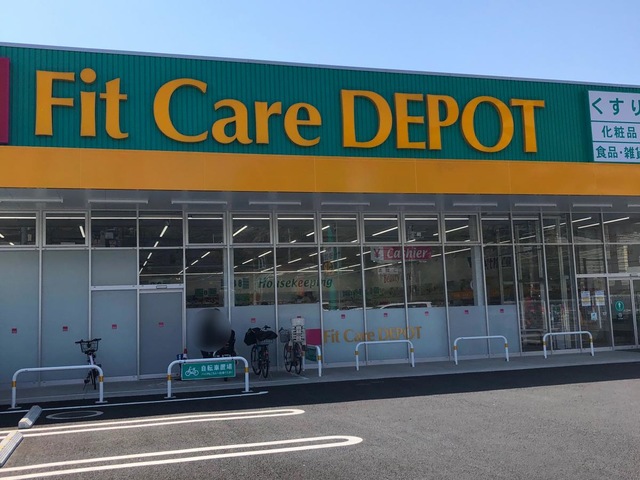 Fit Care DEPOT
くすり
化粧品
食品・雑貨
Cashier
Housekeeping
Fit Care DEPOT
自転車置場